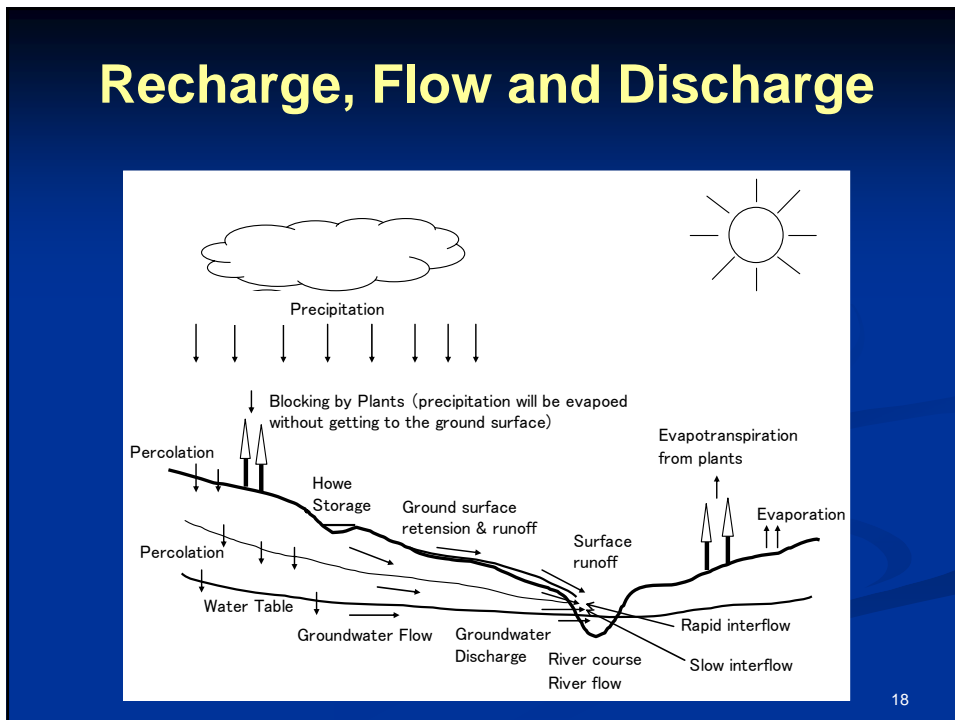 Recharge, Flow and Discharge
Precipitation
Blocking by Plants (precipitation will be evapoed
without getting to the ground surface)
Percolation
Howe
Storage
Ground surface
retension & runoff
Evapotranspiration
from plants
Evaporation
Surface
runoff
Percolation
Water Table
Groundwater Flow
Groundwater
Discharge
River course
River flow
Rapid interflow
Slow interflow
18